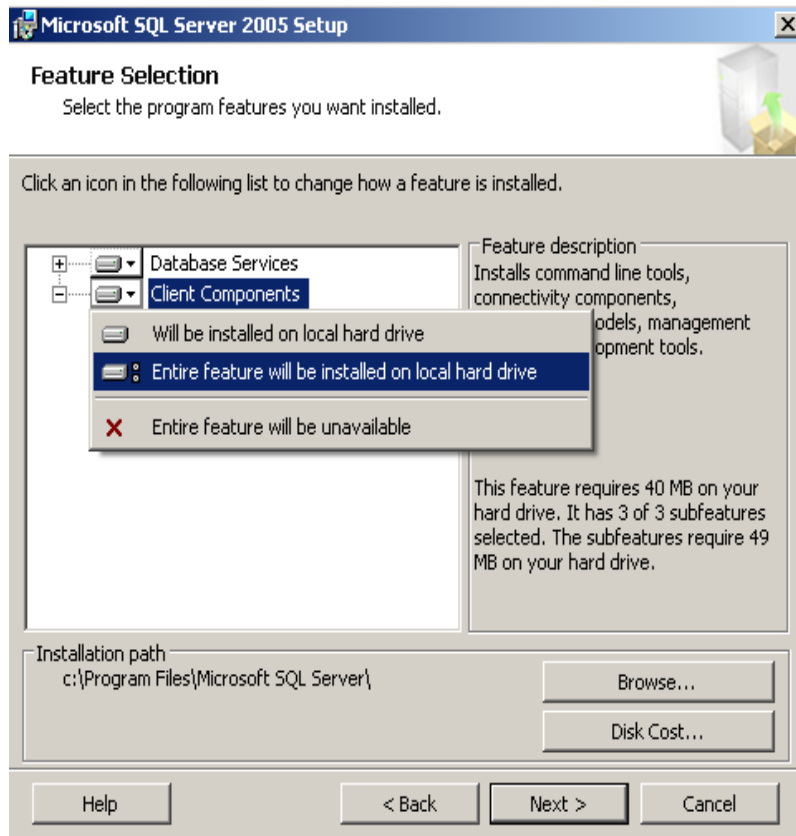 Microsoft SQL Server 2005 Setup
Feature Selection
Select the program features you want installed.
Click an icon in the following list to change how a feature is installed.
Database Services
Client Components
Will be installed on local hard drive
Entire feature will be installed on local hard drive
Entire feature will be unavailable
Feature description
Installs command line tools,
connectivity components,
management
tools.
This feature requires 40 MB on your
hard drive. It has 3 of 3 subfeatures
selected. The subfeatures require 49
MB on your hard drive.
Installation path
c:\Program Files\Microsoft SQL Server\
Browse...
Disk Cost...
Help
< Back
Next >
Cancel